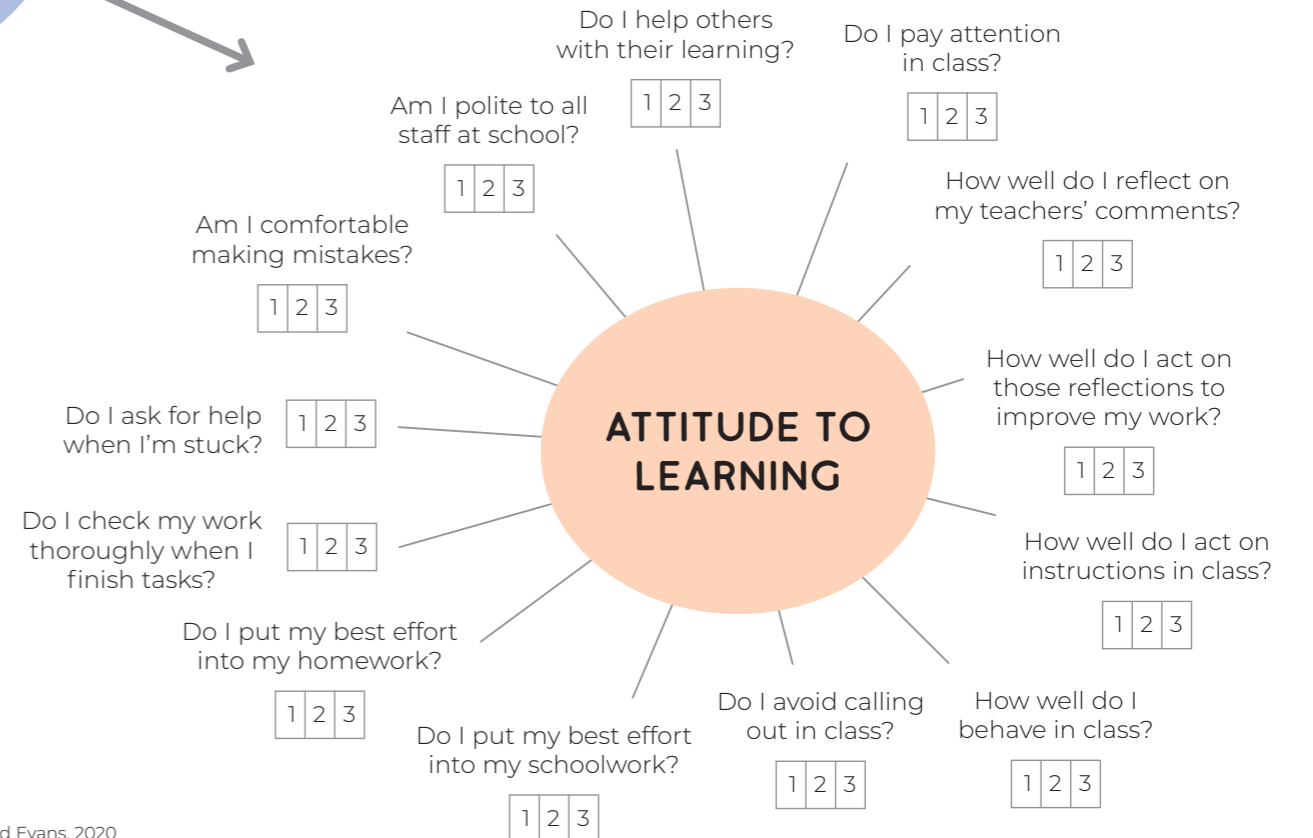 Do I help others
with their learning?
1 2 3
Do I pay attention
in class?
1 2 3
How well do I reflect on
my teachers’ comments?
1 2 3
How well do I act on
those reflections to
improve my work?
1 2 3
How well do I act on
instructions in class?
1 2 3
How well do I
behave in class?
1 2 3
Do I avoid calling
out in class?
1 2 3
Do I put my best effort
into my schoolwork?
1 2 3
Do I put my best effort
into my homework?
1 2 3
Do I check my work
thoroughly when I
finish tasks?
1 2 3
Do I ask for help
when I’m stuck?
1 2 3
Am I comfortable
making mistakes?
1 2 3
Am I polite to all
staff at school?
1 2 3
ATTITUDE TO
LEARNING
d Evans, 2020